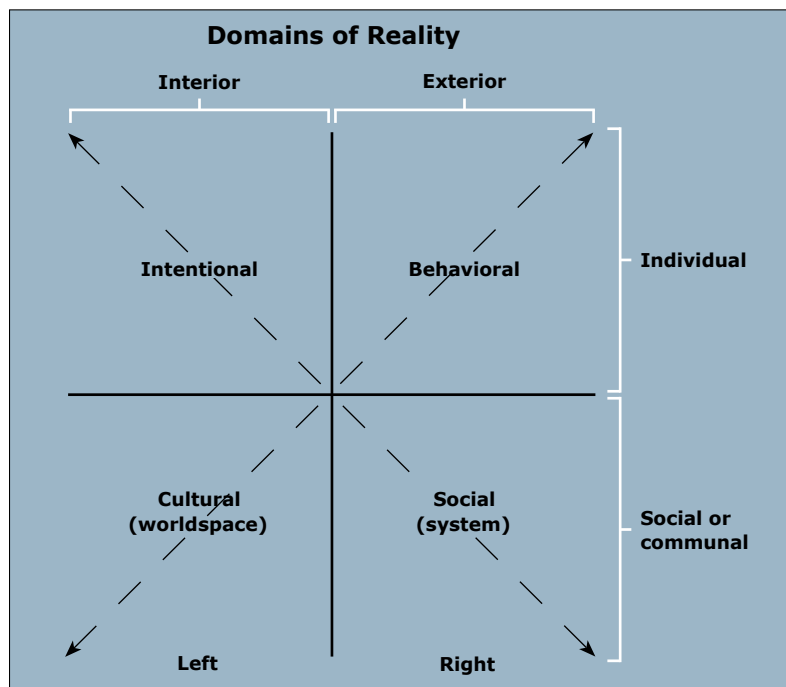 Domains of Reality
Interior
Exterior
Intentional
Behavioral
Individual
Cultural
(worldspace)
Social
(system)
Social or
communal
Left
Right